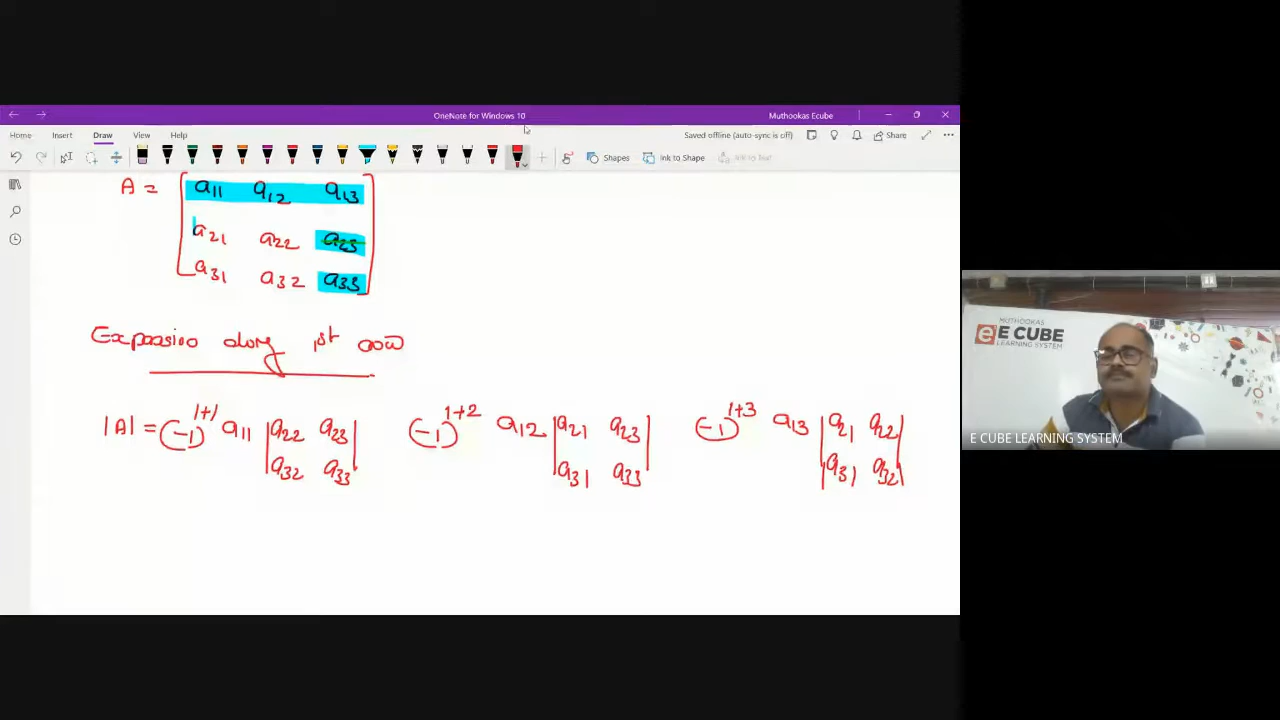 OneNote for Windows 10
Muthookas Ecube
Home Insert Draw View Help
Saved offline (auto-sync is off)
Share
Shapes
Ink to Shape
Ink to Text
A = [a11 a12 a13
a21 a22 a23
a31 a32 a33]
Expansion along 1st row
|A| = (-1)^1+1 a11 |a22 a23| (-1)^1+2 a12 |a21 a23| (-1)^1+3 a13 |a21 a22|
|a32 a33| |a31 a33| |a31 a32|
MUTHOOKAS
e E CUBE
LEARNING SYSTEM
E CUBE LEARNING SYSTEM